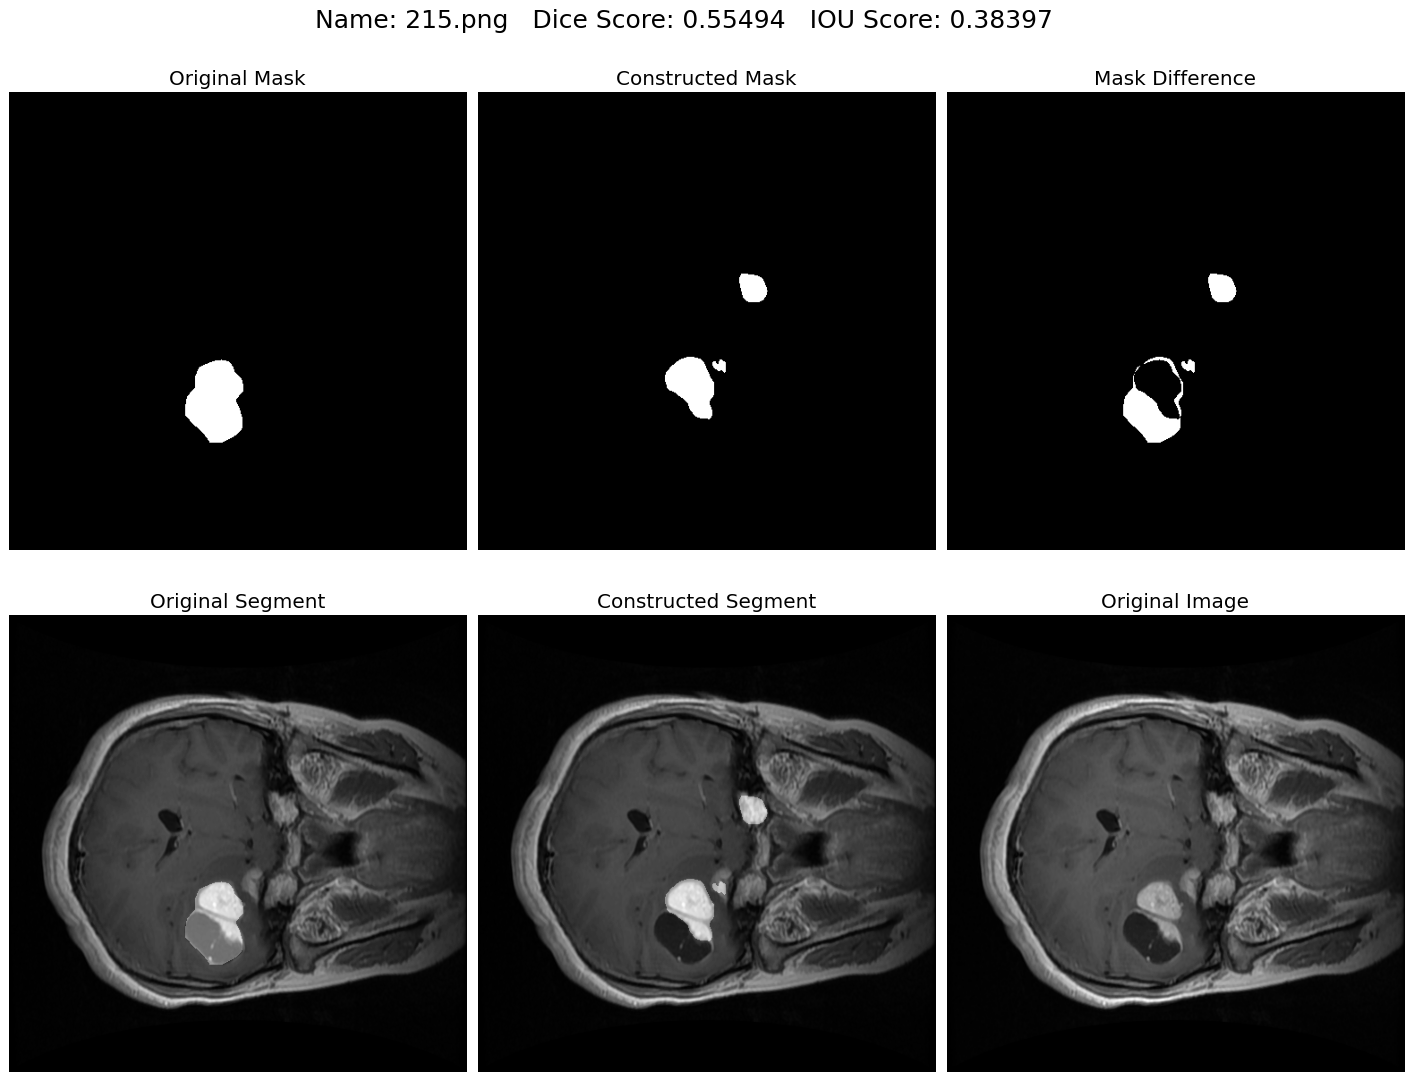 Name: 215.png   Dice Score: 0.55494   IOU Score: 0.38397
Original Mask
Constructed Mask
Mask Difference
Original Segment
Constructed Segment
Original Image